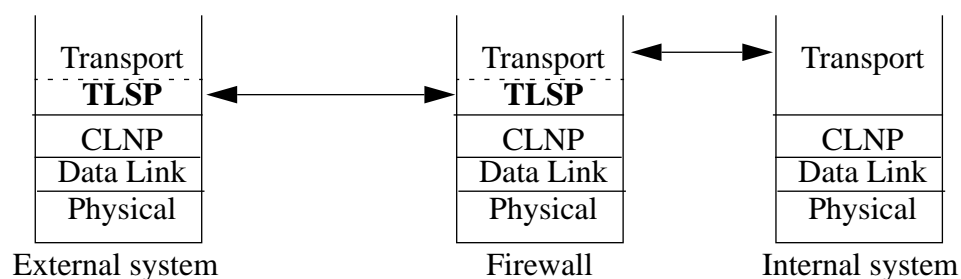 Transport
TLSP
CLNP
Data Link
Physical
External system
Transport
TLSP
CLNP
Data Link
Physical
Firewall
Transport
CLNP
Data Link
Physical
Internal system